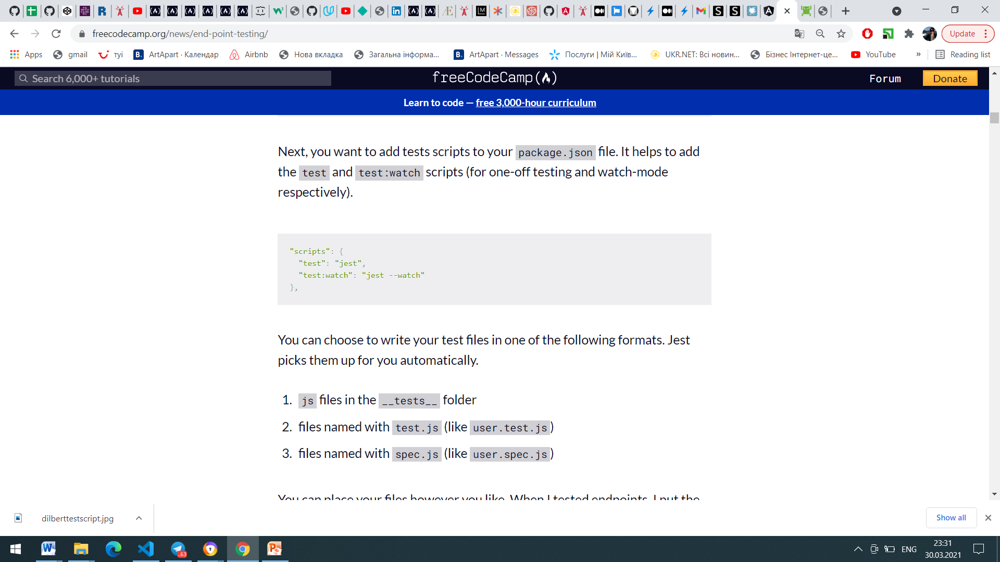 freecodecamp.org/news/end-point-testing/
Update
Apps
gmail
туі
ArtApart · Календар
Airbnb
Нова вкладка
Загальна інформа...
ArtApart · Messages
Послуги | Мій Київ...
UKR.NET: Всі новин...
Бізнес Інтернет-це...
YouTube
»
Reading list
Search 6,000+ tutorials
freeCodeCamp
Forum
Donate
Learn to code — free 3,000-hour curriculum
Next, you want to add tests scripts to your package.json file. It helps to add
the test and test:watch scripts (for one-off testing and watch-mode
respectively).
"scripts": {
"test": "jest",
"test:watch": "jest --watch"
},
You can choose to write your test files in one of the following formats. Jest
picks them up for you automatically.
1. js files in the __tests__ folder
2. files named with test.js (like user.test.js)
3. files named with spec.js (like user.spec.js)
You can place your files however you like. When I tested endpoints, I put the
dilberttestscript.jpg
Show all
63
ENG
23:31
30.03.2021